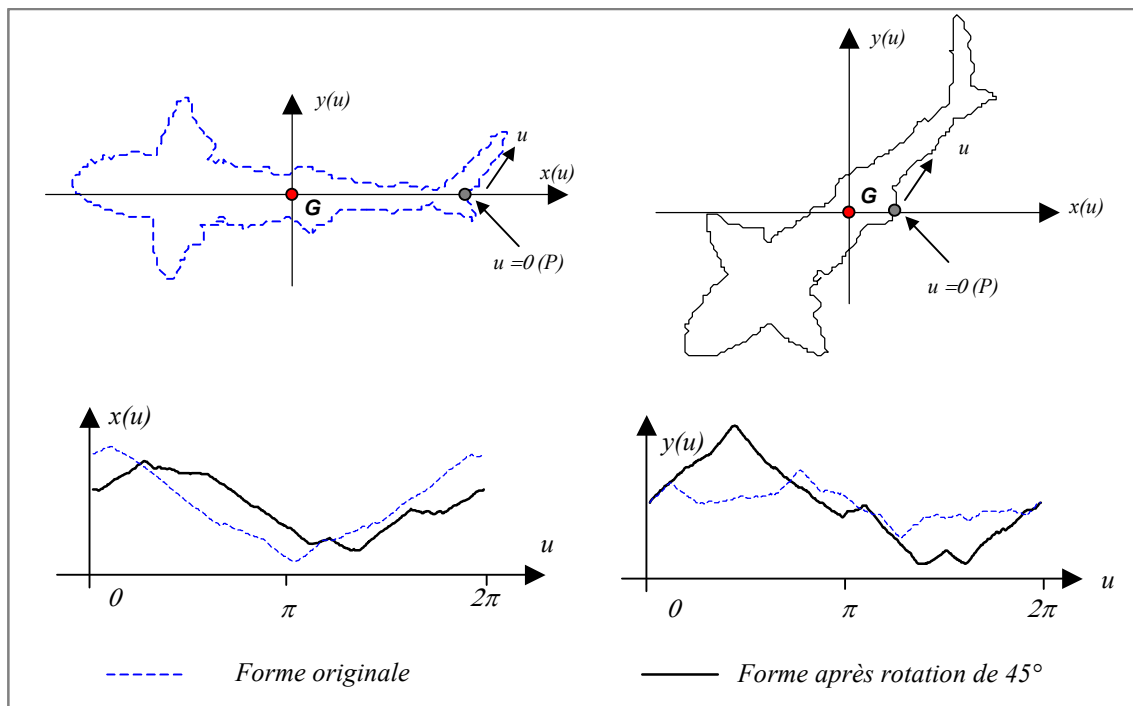 y(u)
u
x(u)
G
u =0 (P)
y(u)
u
G
x(u)
u =0 (P)
x(u)
u
0
π
2π
y(u)
u
0
π
2π
Forme originale
Forme après rotation de 45°